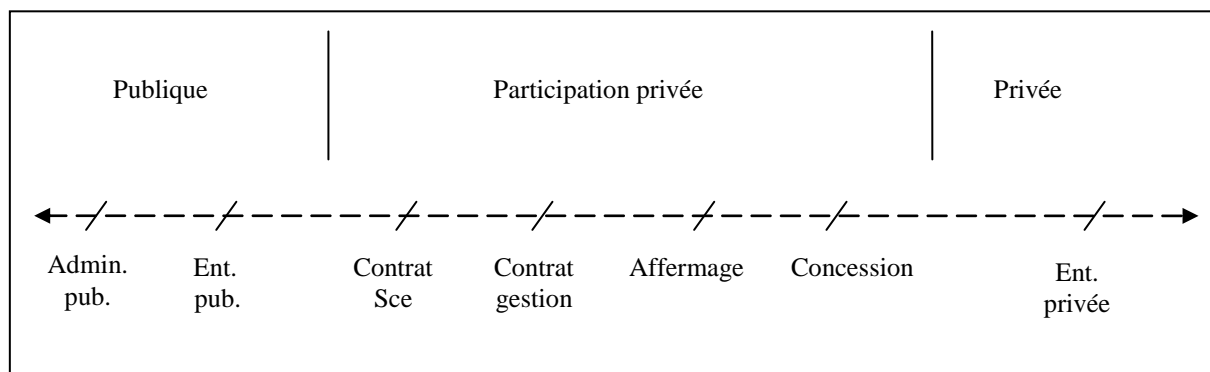 Publique Participation privée Privée
Admin. Ent. Contrat Contrat Affermage Concession Ent.
pub. pub. Sce gestion privée